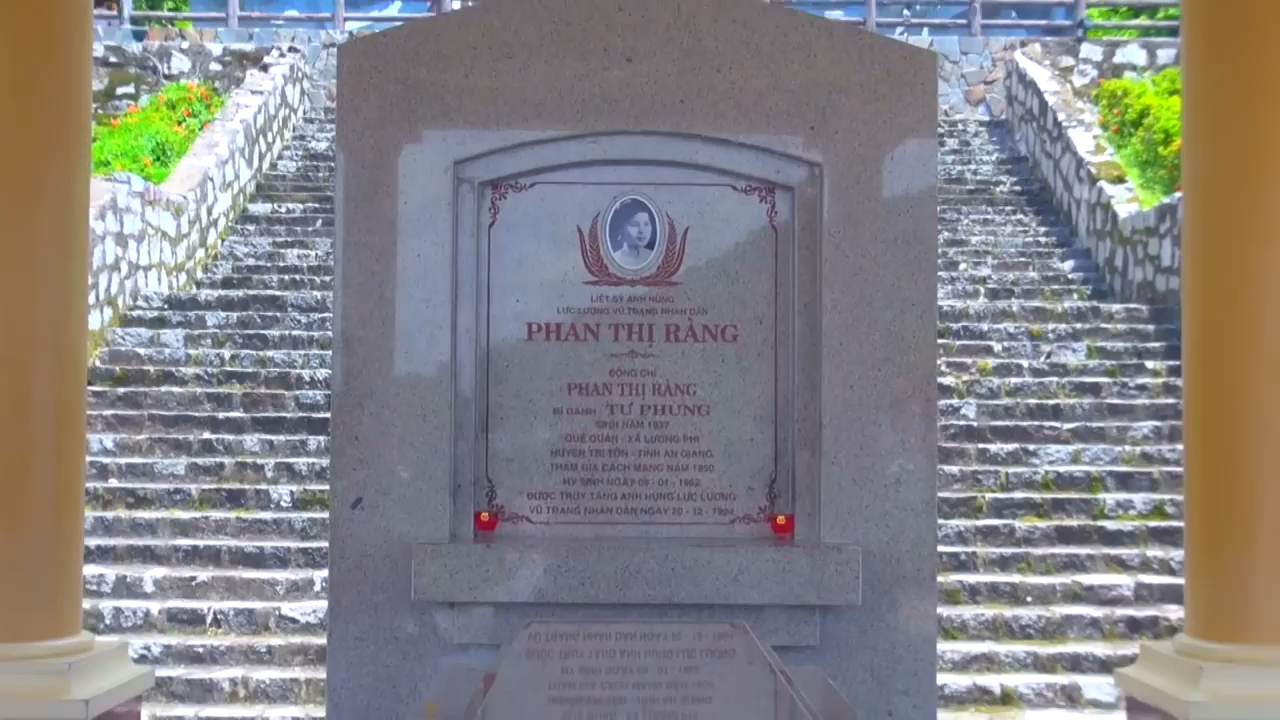 LIỆT SỸ ANH HÙNG
LỰC LƯỢNG VŨ TRANG NHÂN DÂN
PHAN THỊ RÀNG
ĐỒNG CHÍ
PHAN THỊ RÀNG
BÍ DANH : TƯ PHÙNG
SINH NĂM 1937
QUÊ QUÁN - XÃ LƯƠNG PHI
HUYỆN TRI TÔN - TỈNH AN GIANG
THAM GIA CÁCH MẠNG NĂM 1950
HY SINH NGÀY 09 - 01 - 1962
ĐƯỢC TRUY TẶNG ANH HÙNG LỰC LƯỢNG
VŨ TRANG NHÂN DÂN NGÀY 20 - 12 - 1994